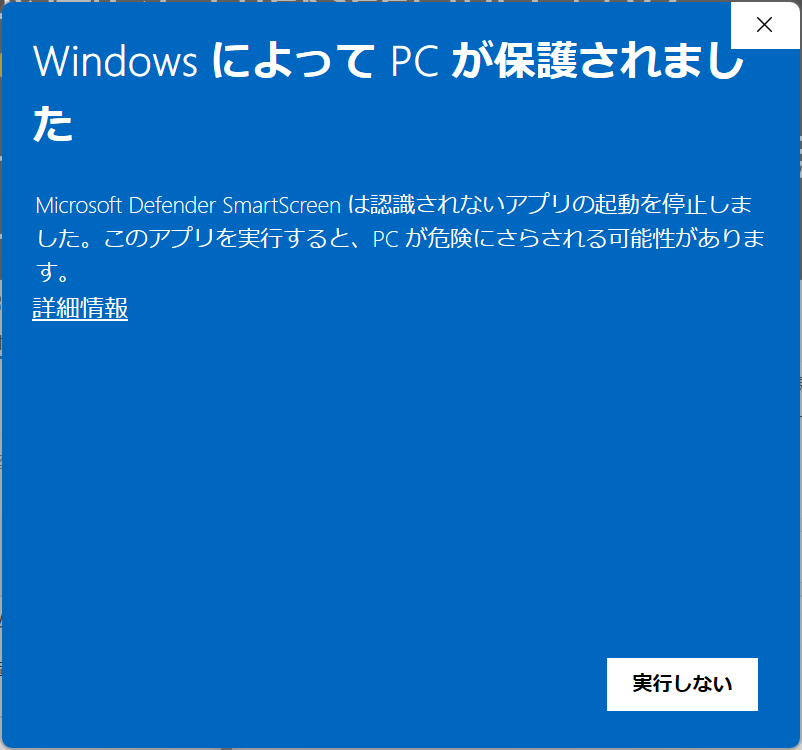 Windows によって PC が保護されまし
た
Microsoft Defender SmartScreen は認識されないアプリの起動を停止しま
した。このアプリを実行すると、PC が危険にさらされる可能性がありま
す。
詳細情報
実行しない